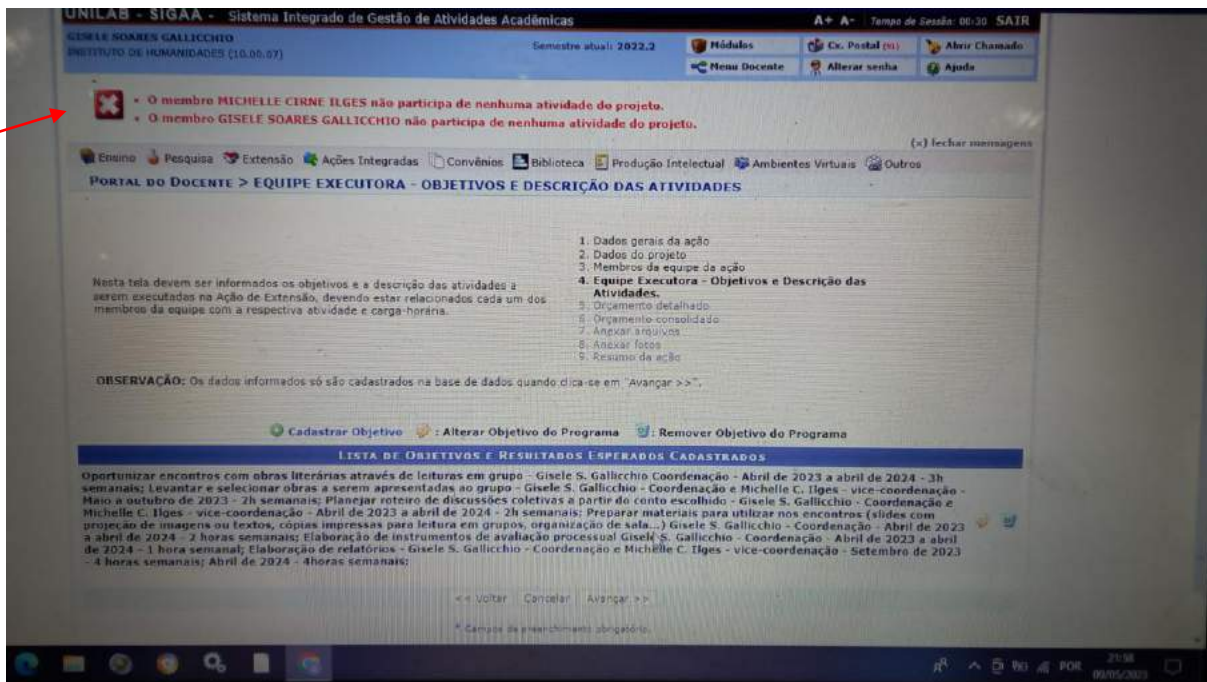 UNILAB - SIGAA - Sistema Integrado de Gestão de Atividades Acadêmicas
A+ A- Tempo de Sessão: 00:30 SAIR
GISELE SOARES GALLICCHIO
INSTITUTO DE HUMANIDADES (10.00.07)
Semestre atual: 2022.2
Módulos
Cx. Postal (91)
Abrir Chamado
Menu Docente
Alterar senha
Ajuda
• O membro MICHELLE CIRNE ILGES não participa de nenhuma atividade do projeto.
• O membro GISELE SOARES GALLICCHIO não participa de nenhuma atividade do projeto.
(x) fechar mensagens
Ensino Pesquisa Extensão Ações Integradas Convênios Biblioteca Produção Intelectual Ambientes Virtuais Outros
PORTAL DO DOCENTE > EQUIPE EXECUTORA - OBJETIVOS E DESCRIÇÃO DAS ATIVIDADES
Nesta tela devem ser informados os objetivos e a descrição das atividades a
serem executadas na Ação de Extensão, devendo estar relacionados cada um dos
membros da equipe com a respectiva atividade e carga-horária.
1. Dados gerais da ação
2. Dados do projeto
3. Membros da equipe da ação
4. Equipe Executora - Objetivos e Descrição das
Atividades.
5. Orçamento detalhado
6. Orçamento consolidado
7. Anexar arquivos
8. Anexar fotos
9. Resumo da ação
OBSERVAÇÃO: Os dados informados só são cadastrados na base de dados quando clica-se em "Avançar >>".
Cadastrar Objetivo : Alterar Objetivo do Programa : Remover Objetivo do Programa
LISTA DE OBJETIVOS E RESULTADOS ESPERADOS CADASTRADOS
Oportunizar encontros com obras literárias através de leituras em grupo - Gisele S. Gallicchio Coordenação - Abril de 2023 a abril de 2024 - 3h
semanais; Levantar e selecionar obras a serem apresentadas ao grupo - Gisele S. Gallicchio - Coordenação e Michelle C. Ilges - vice-coordenação -
Maio a outubro de 2023 - 2h semanais; Planejar roteiro de discussões coletivas a partir do conto escolhido - Gisele S. Gallicchio - Coordenação e
Michelle C. Ilges - vice-coordenação - Abril de 2023 a abril de 2024 - 2h semanais; Preparar materiais para utilizar nos encontros (slides com
projeção de imagens ou textos, cópias impressas para leitura em grupos, organização de sala...) Gisele S. Gallicchio - Coordenação - Abril de 2023
a abril de 2024 - 2 horas semanais; Elaboração de instrumentos de avaliação processual Gisele S. Gallicchio - Coordenação - Abril de 2023 a abril
de 2024 - 1 hora semanal; Elaboração de relatórios - Gisele S. Gallicchio - Coordenação e Michelle C. Ilges - vice-coordenação - Setembro de 2023
- 4 horas semanais; Abril de 2024 - 4horas semanais;
<< Voltar Cancelar Avançar >>
* Campos de preenchimento obrigatório.
POR
21:58
09/05/2023